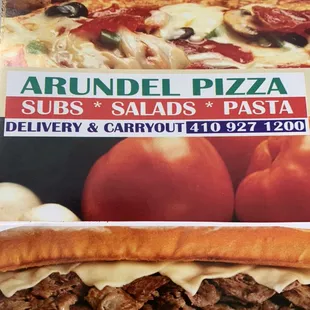 ARUNDEL PIZZA
SUBS * SALADS * PASTA
DELIVERY & CARRYOUT 410 927 1200